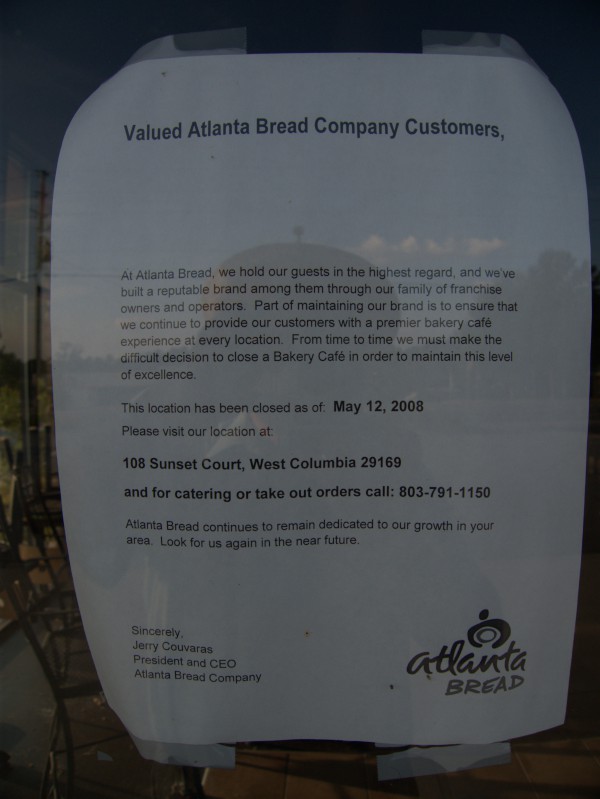 Valued Atlanta Bread Company Customers,
At Atlanta Bread, we hold our guests in the highest regard, and we've
built a reputable brand among them through our family of franchise
owners and operators. Part of maintaining our brand is to ensure that
we continue to provide our customers with a premier bakery café
experience at every location. From time to time we must make the
difficult decision to close a Bakery Café in order to maintain this level
of excellence.
This location has been closed as of: May 12, 2008
Please visit our location at:
108 Sunset Court, West Columbia 29169
and for catering or take out orders call: 803-791-1150
Atlanta Bread continues to remain dedicated to our growth in your
area. Look for us again in the near future.
Sincerely,
Jerry Couvaras
President and CEO
Atlanta Bread Company
atlanta
BREAD